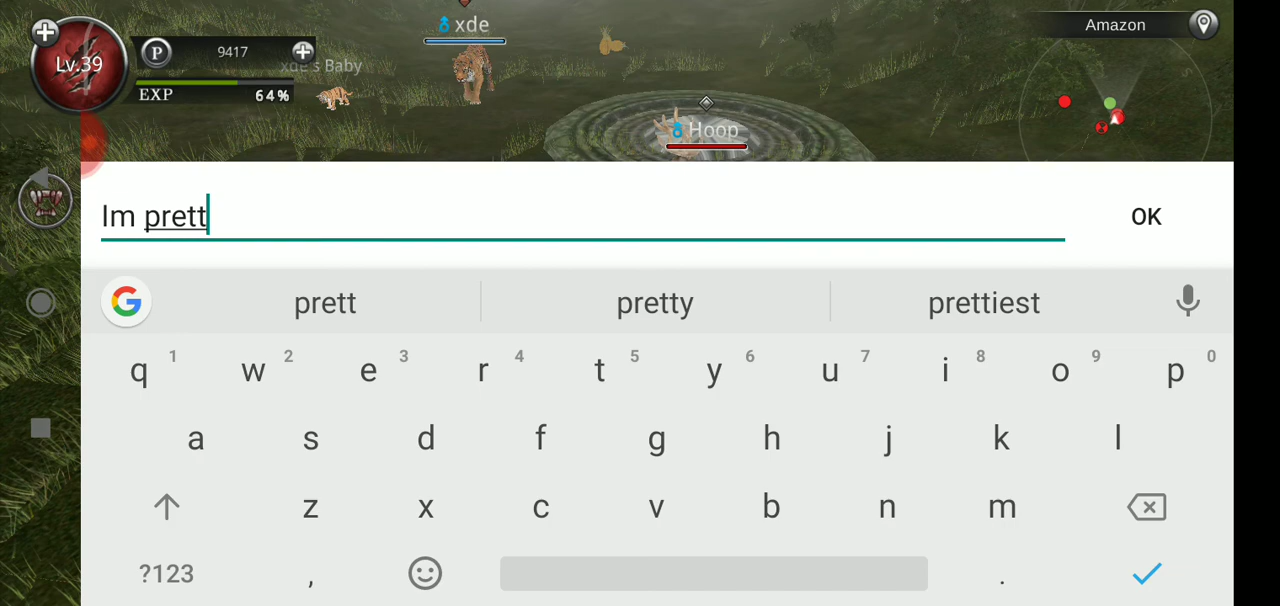 xde
Amazon
Lv.39
P 9417
xde's Baby
EXP 64%
Hoop
Im prett
OK
prett pretty prettiest
1 2 3 4 5 6 7 8 9 0
q w e r t y u i o p
a s d f g h j k l
z x c v b n m
?123 , .